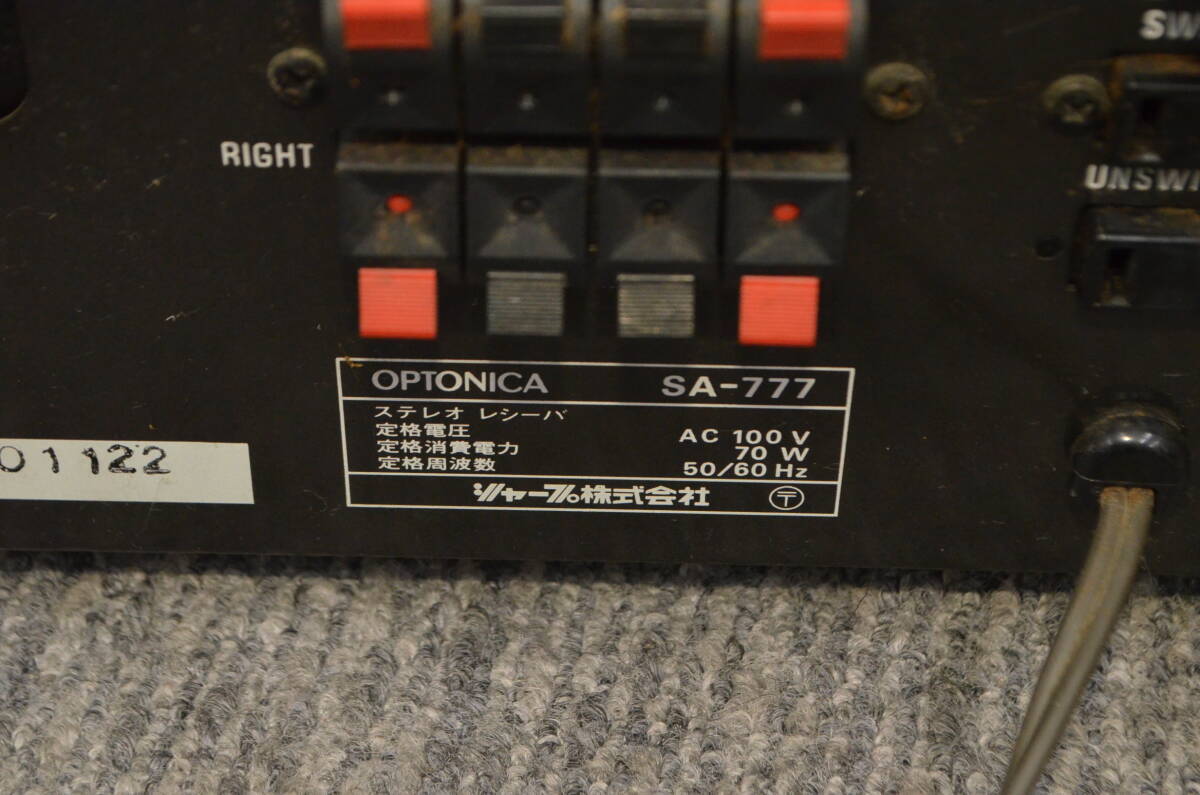 SW
RIGHT
UNSW
OPTONICA SA-777
ステレオ レシーバ
定格電圧 AC 100 V
定格消費電力 70 W
定格周波数 50/60 Hz
シャープ株式会社 〒
01122